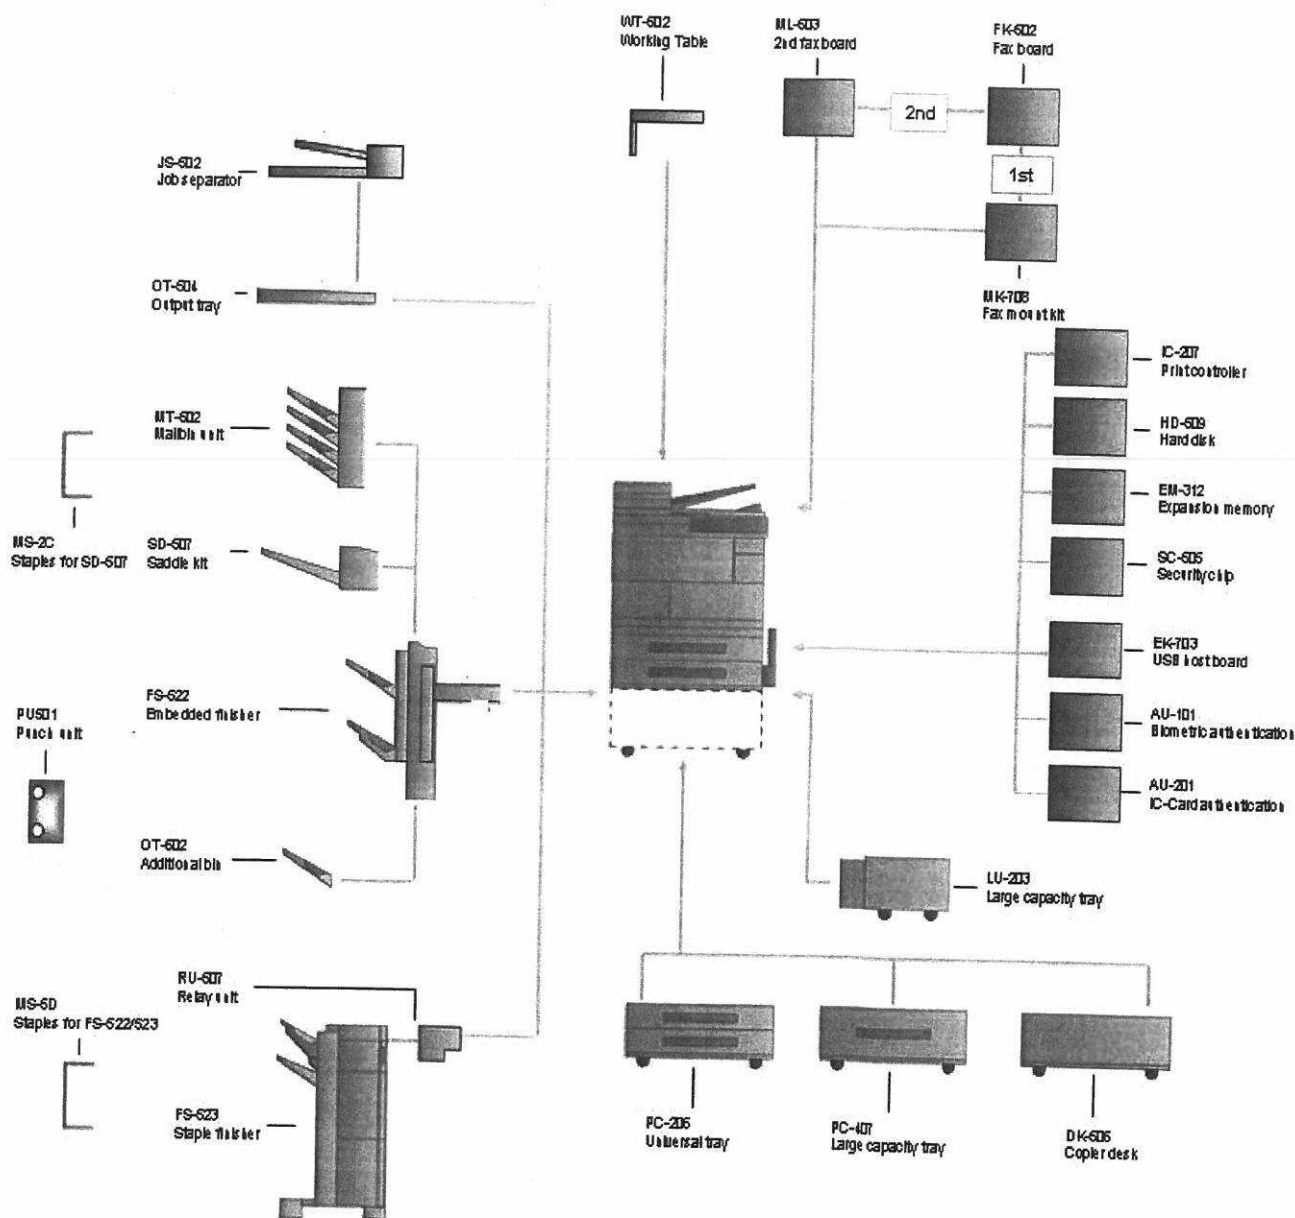 WT-502
Working Table
ML-503
2nd fax board
FK-502
Fax board
2nd
1st
MK-708
Fax mount kit
JS-502
Job separator
OT-504
Output tray
MT-502
Mailbin unit
MS-2C
Staples for SD-507
SD-507
Saddle kit
FS-522
Embedded finisher
PU501
Punch unit
OT-602
Additional bin
RU-507
Relay unit
MS-5D
Staples for FS-522/523
FS-523
Staple finisher
IC-207
Print controller
HD-509
Hard disk
EM-312
Expansion memory
SC-505
Security chip
EK-703
USB host board
AU-101
Biometric authentication
AU-201
IC-Card authentication
LU-203
Large capacity tray
PC-206
Universal tray
PC-407
Large capacity tray
DK-506
Copier desk